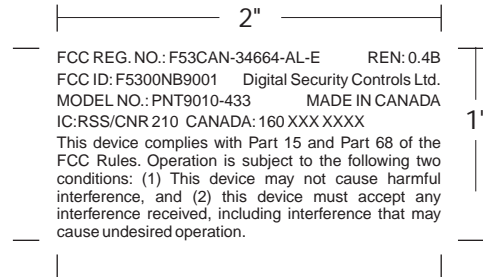 2"
FCC REG. NO.: F53CAN-34664-AL-E REN: 0.4B
FCC ID: F5300NB9001 Digital Security Controls Ltd.
MODEL NO.: PNT9010-433 MADE IN CANADA
IC:RSS/CNR 210 CANADA: 160 XXX XXXX
1"
This device complies with Part 15 and Part 68 of the
FCC Rules. Operation is subject to the following two
conditions: (1) This device may not cause harmful
interference, and (2) this device must accept any
interference received, including interference that may
cause undesired operation.